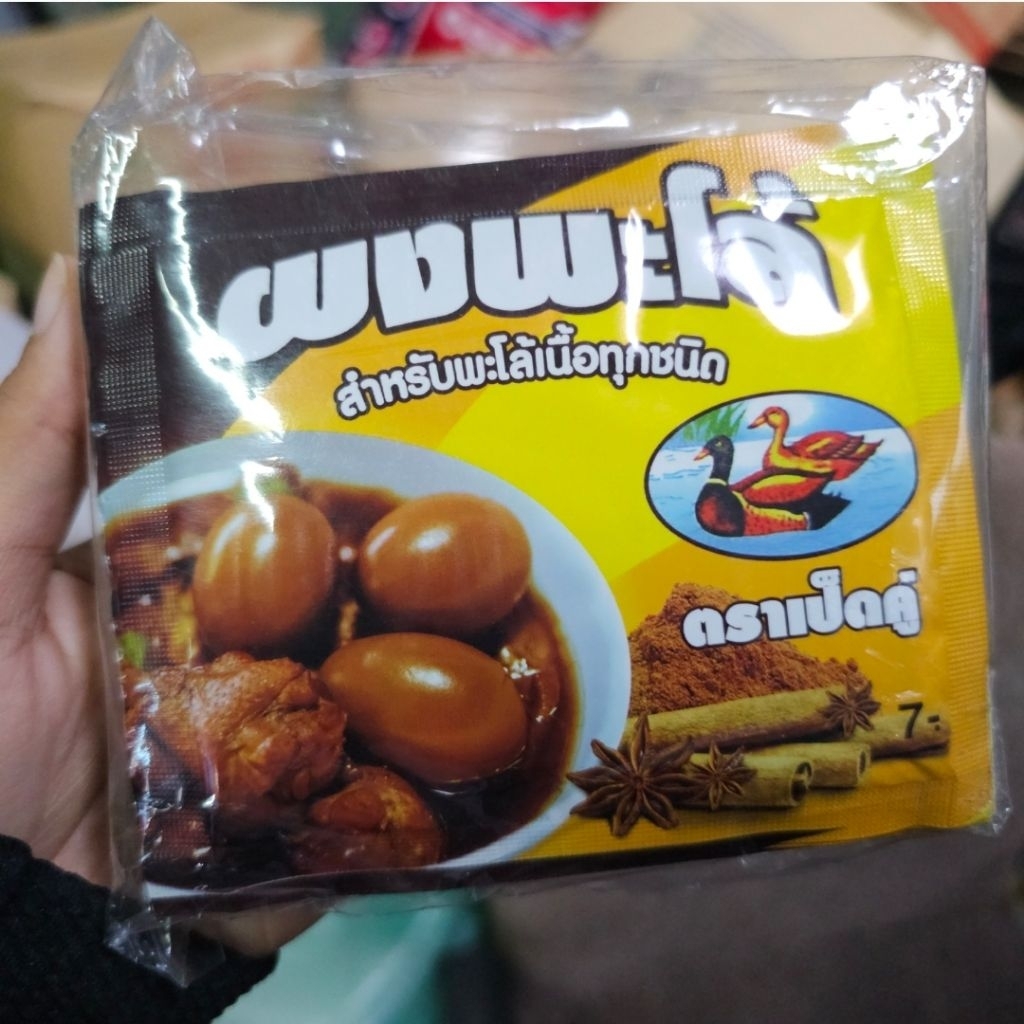 ผงพะโล้
สำหรับพะโล้เนื้อทุกชนิด
ตราเป็ดคู่
7.-